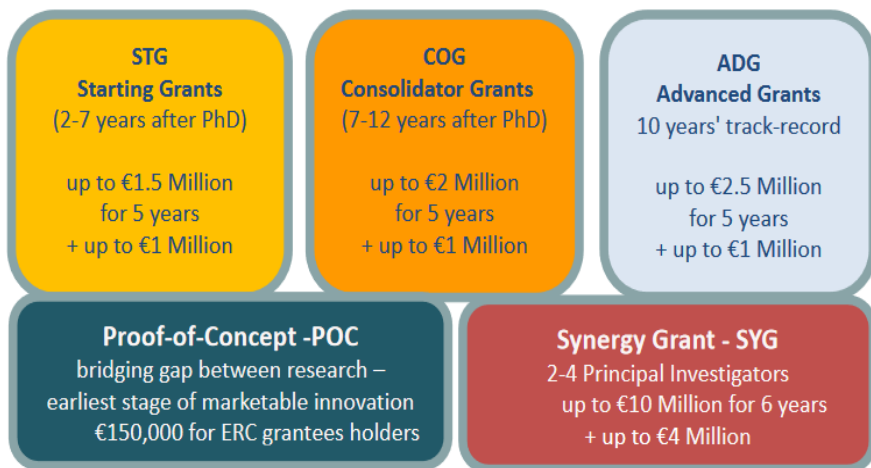 STG
Starting Grants
(2-7 years after PhD)
up to €1.5 Million
for 5 years
+ up to €1 Million
COG
Consolidator Grants
(7-12 years after PhD)
up to €2 Million
for 5 years
+ up to €1 Million
ADG
Advanced Grants
10 years' track-record
up to €2.5 Million
for 5 years
+ up to €1 Million
Proof-of-Concept -POC
bridging gap between research –
earliest stage of marketable innovation
€150,000 for ERC grantees holders
Synergy Grant - SYG
2-4 Principal Investigators
up to €10 Million for 6 years
+ up to €4 Million